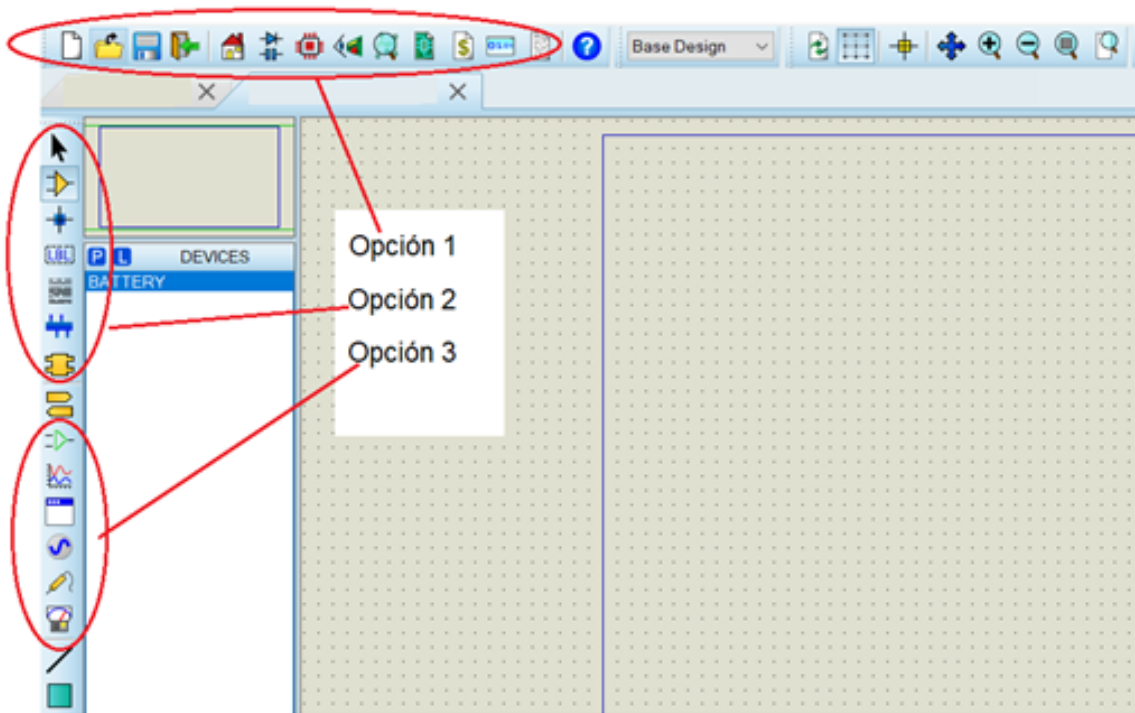 Base Design
LBL
P L DEVICES
BATTERY
Opción 1
Opción 2
Opción 3